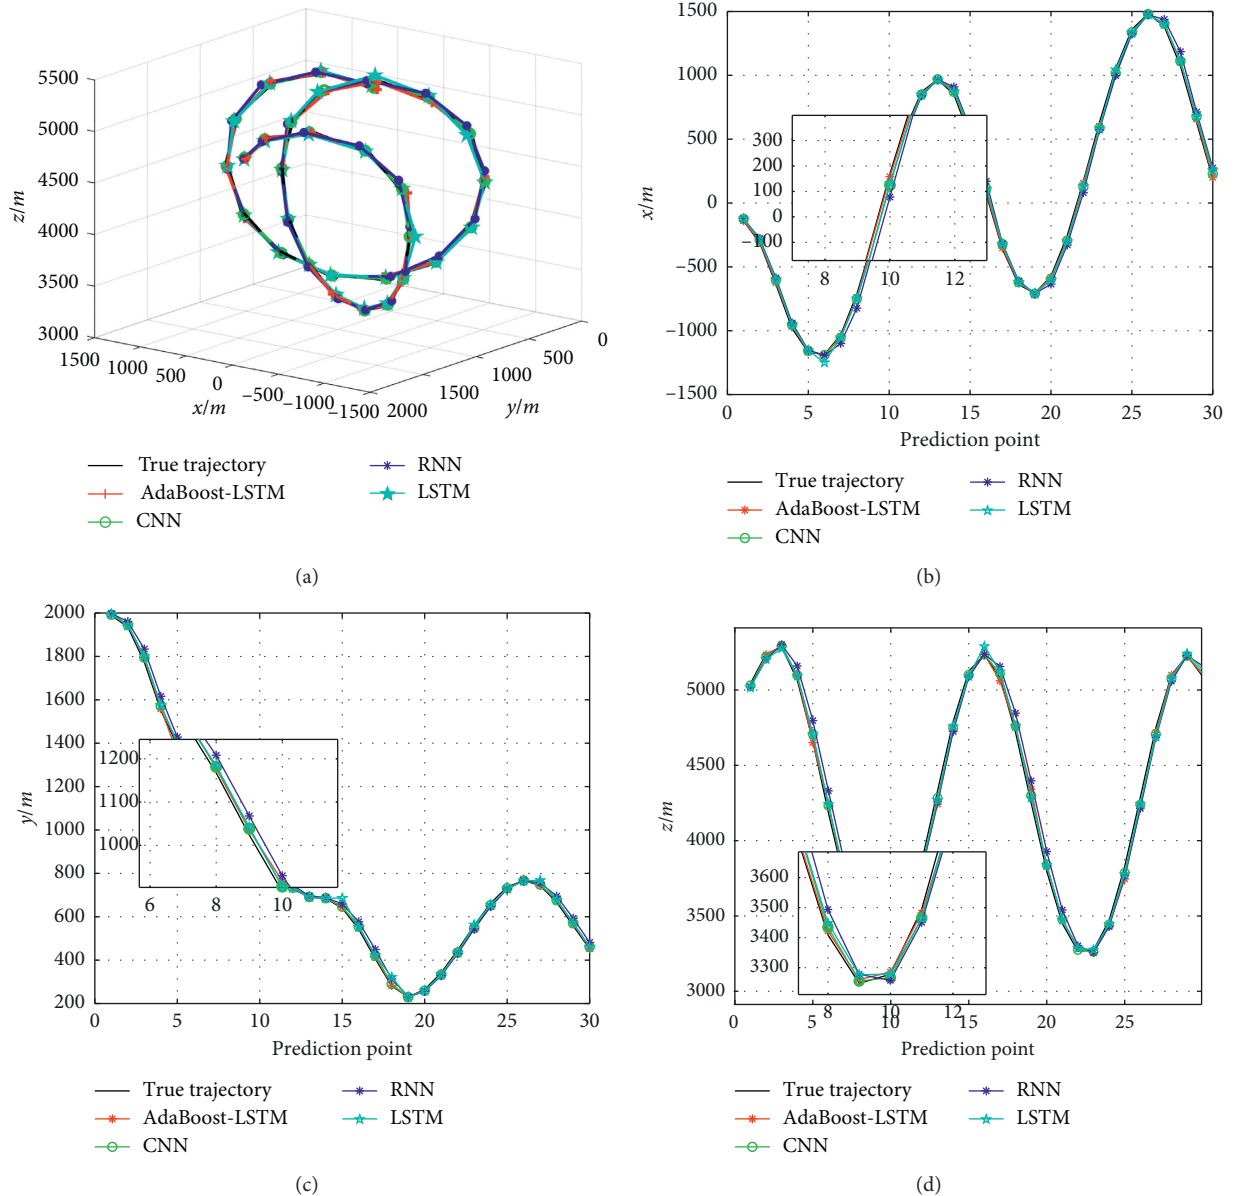 5500
5000
4500
4000
3500
3000
z/m
1500
1000
500
0
−500
−1000
−1500
x/m
2000
1500
1000
500
0
y/m
True trajectory
AdaBoost-LSTM
CNN
RNN
LSTM
(a)
1500
1000
500
0
−500
−1000
−1500
x/m
300
200
100
0
−100
8
10
12
0
5
10
15
20
25
30
Prediction point
True trajectory
AdaBoost-LSTM
CNN
RNN
LSTM
(b)
2000
1800
1600
1400
1200
1000
800
600
400
200
y/m
1200
1100
1000
6
8
10
0
5
10
15
20
25
30
Prediction point
True trajectory
AdaBoost-LSTM
CNN
RNN
LSTM
(c)
5000
4500
4000
3500
3000
z/m
3600
3500
3400
3300
8
10
12
0
5
10
15
20
25
Prediction point
True trajectory
AdaBoost-LSTM
CNN
RNN
LSTM
(d)